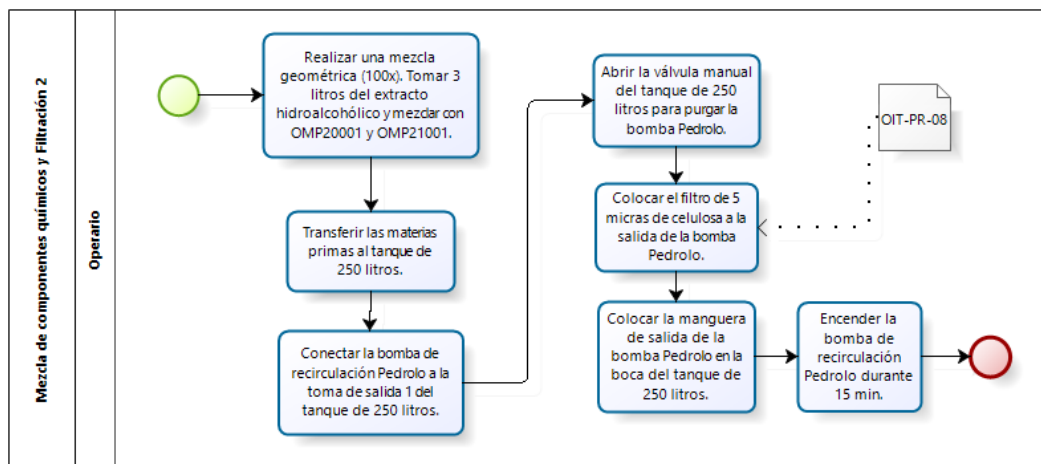 Mezcla de componentes químicos y Filtración 2
Operario
Realizar una mezcla
geométrica (100x). Tomar 3
litros del extracto
hidroalcohólico y mezclar con
OMP20001 y OMP21001.
Transferir las materias
primas al tanque de
250 litros.
Conectar la bomba de
recirculación Pedrolo a la
toma de salida 1 del
tanque de 250 litros.
Abrir la válvula manual
del tanque de 250
litros para purgar la
bomba Pedrolo.
OIT-PR-08
Colocar el filtro de 5
micras de celulosa a la
salida de la bomba
Pedrolo.
Colocar la manguera
de salida de la
bomba Pedrolo en la
boca del tanque de
250 litros.
Encender la
bomba de
recirculación
Pedrolo durante
15 min.